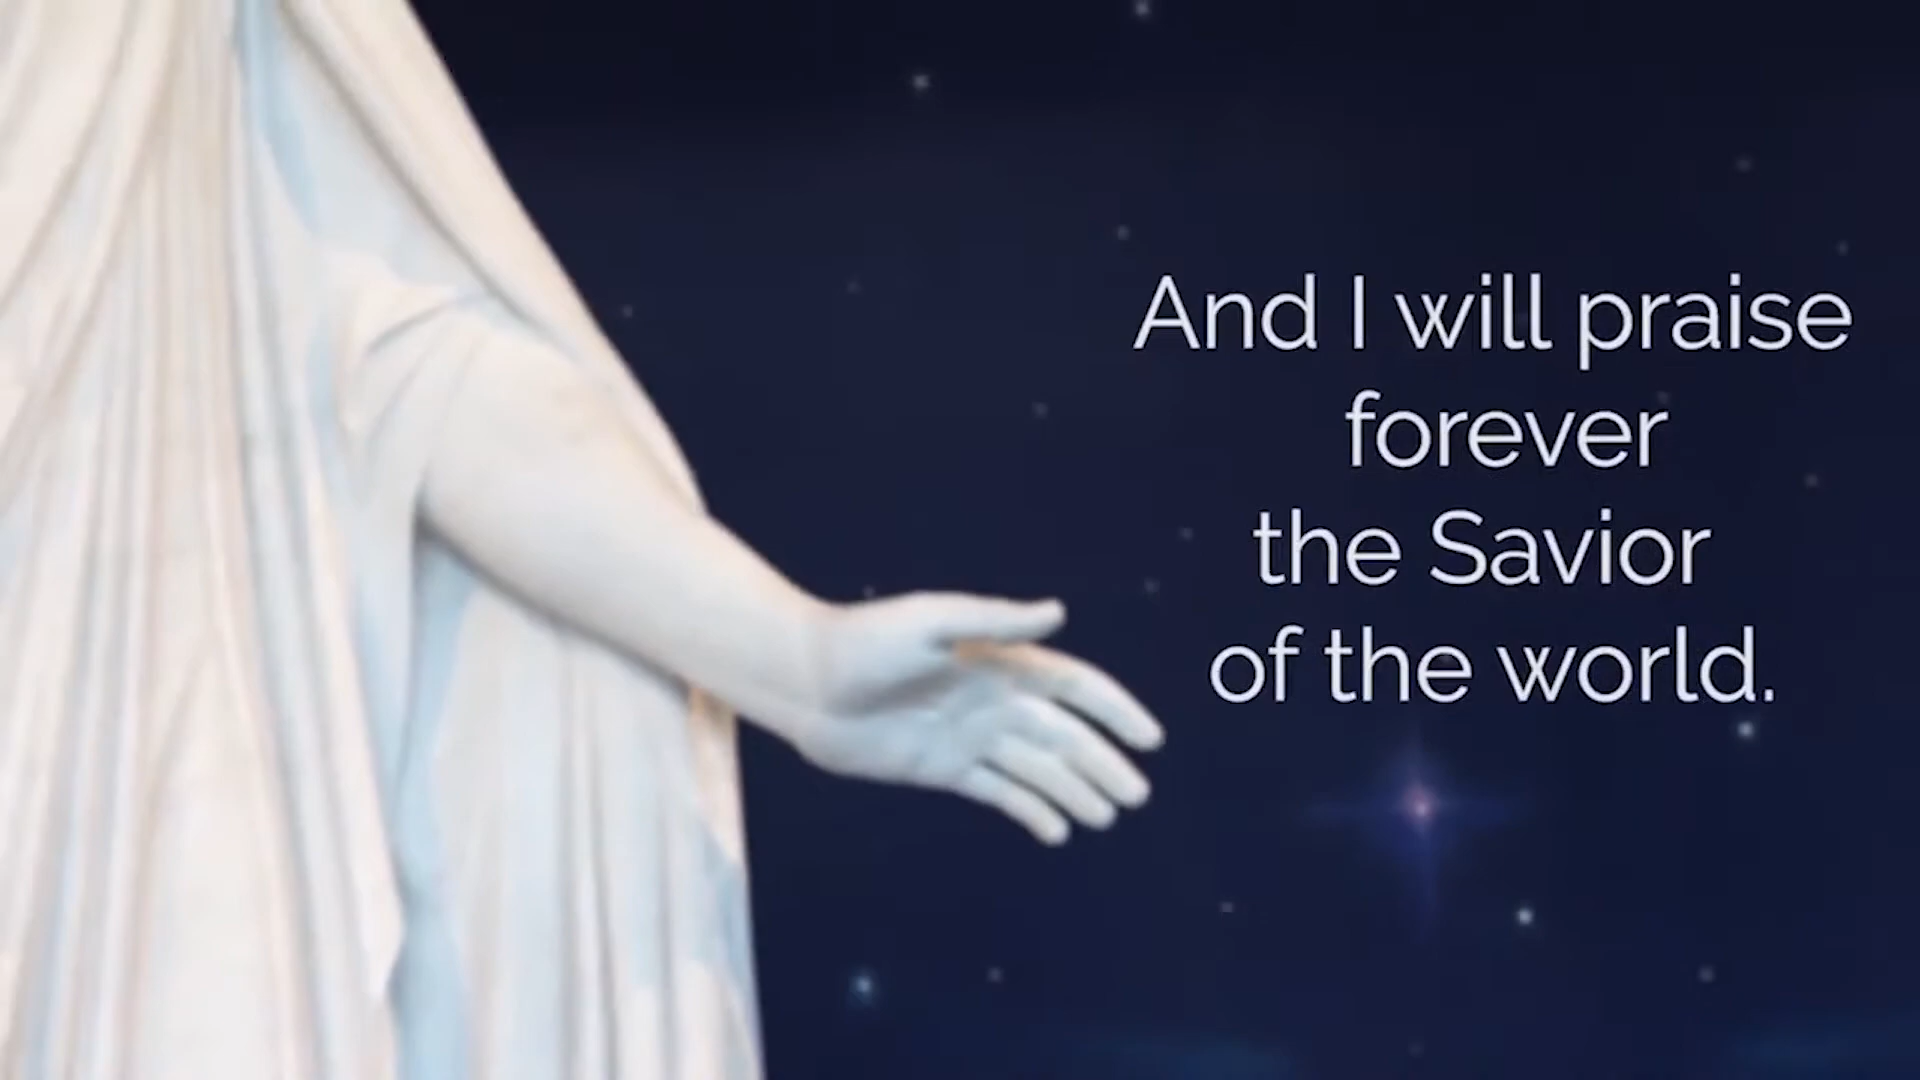 And I will praise
forever
the Savior
of the world.